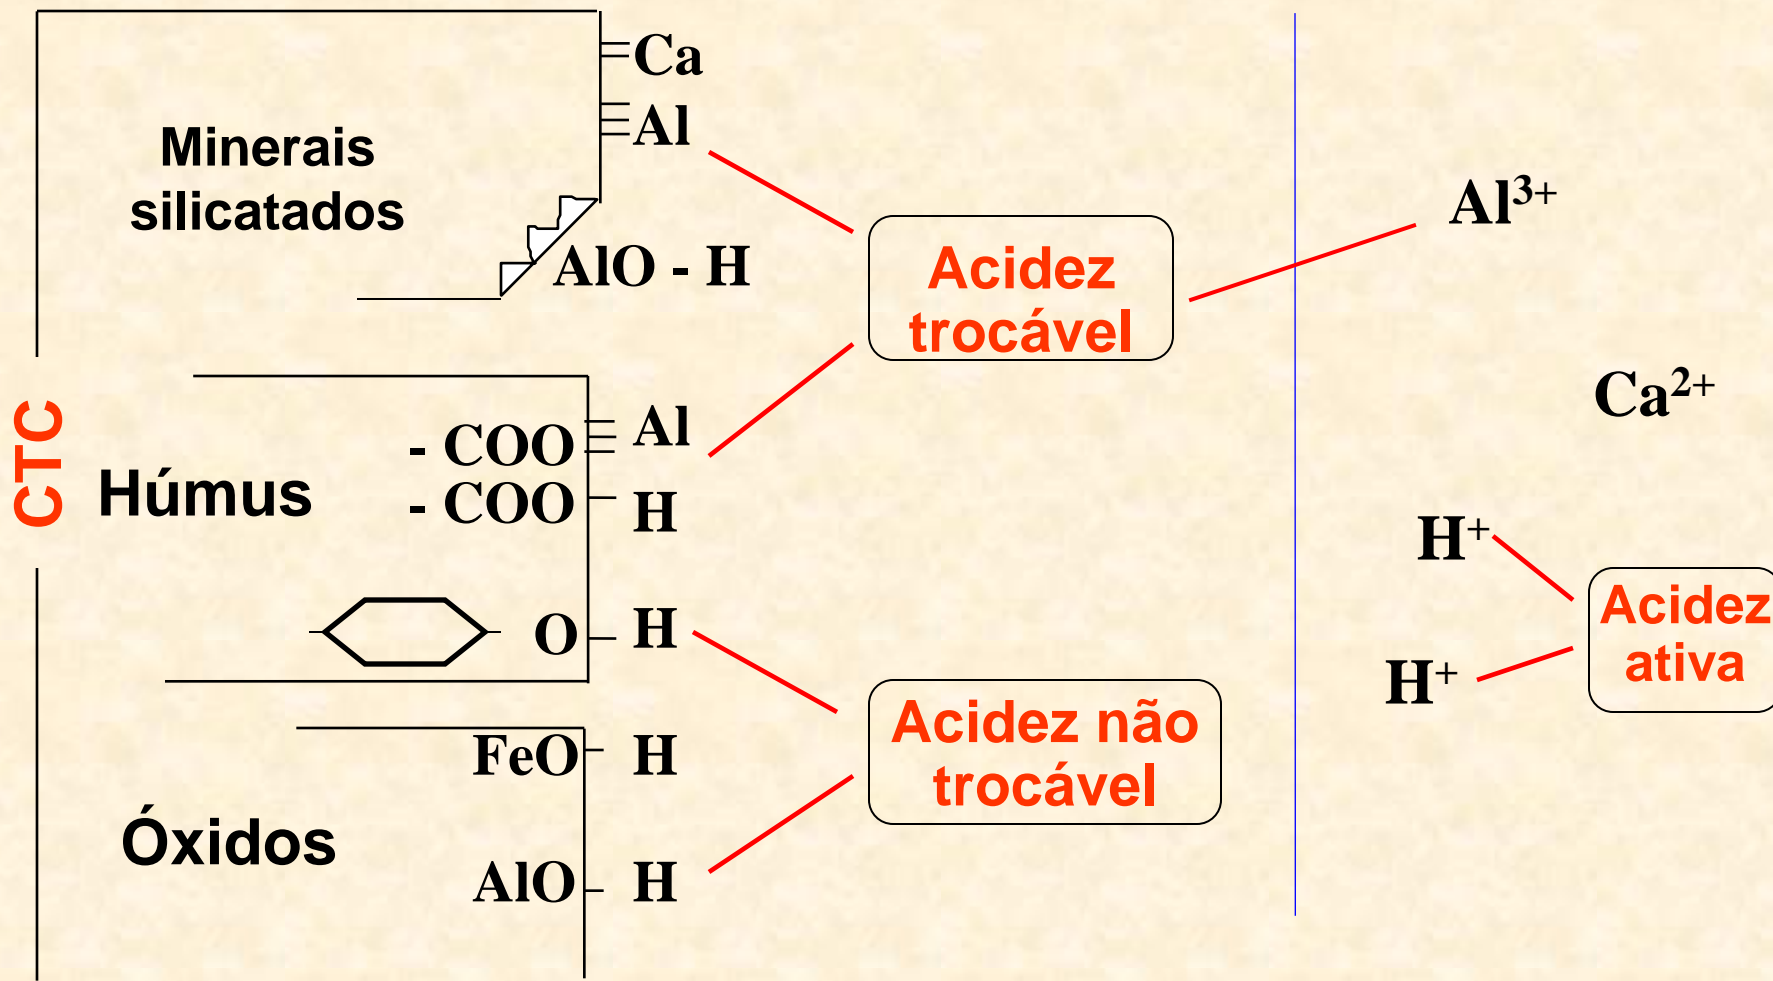 Ca
Al
Minerais
silicatados
AlO - H
Acidez
trocável
Al³⁺
Ca²⁺
CTC
Húmus
- COO Al
- COO H
O H
H⁺
H⁺
Acidez
ativa
Acidez não
trocável
Óxidos
FeO H
AlO H